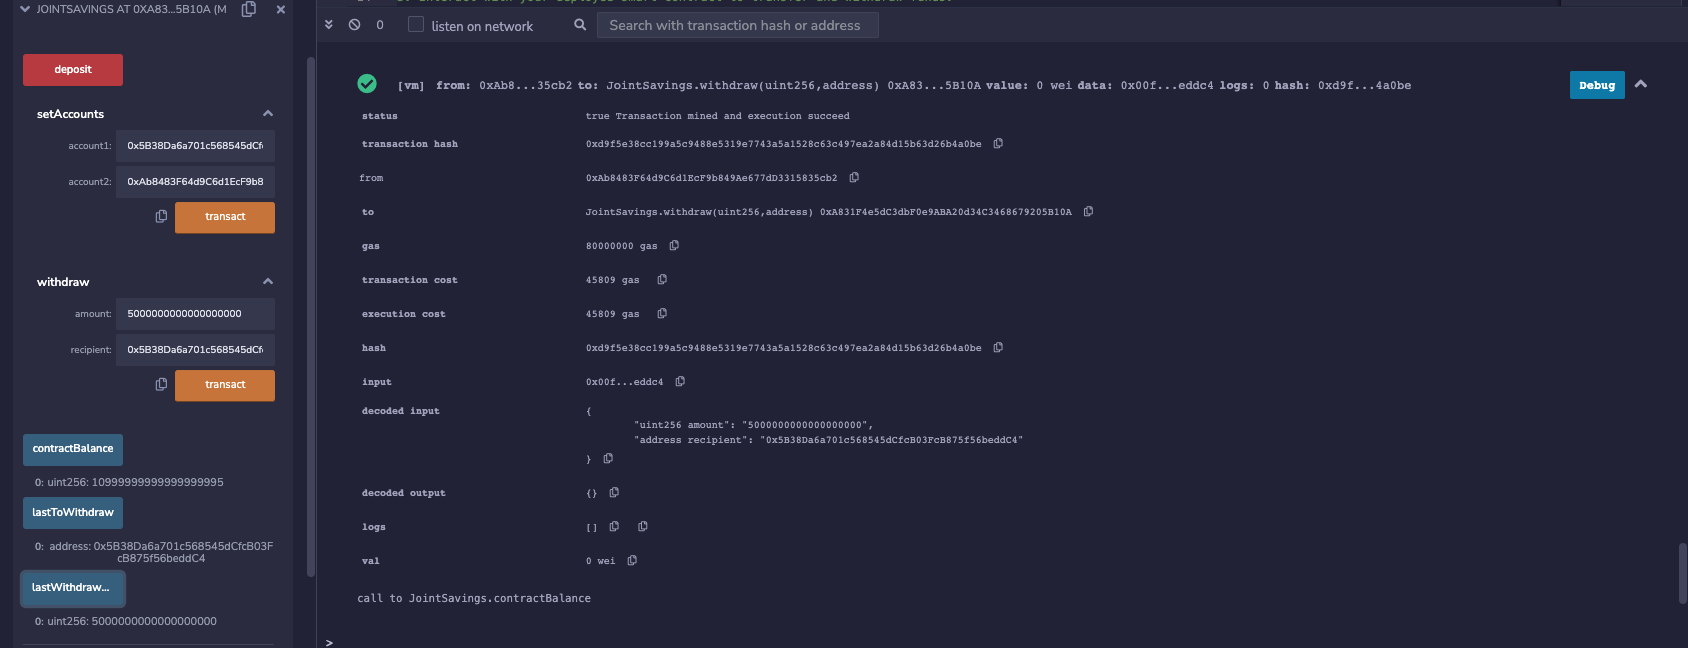 JOINTSAVINGS AT 0XA83...5B10A (M
deposit
setAccounts
account1: 0x5B38Da6a701c568545dCf
account2: 0xAb8483F64d9C6d1EcF9b8
transact
withdraw
amount: 5000000000000000000
recipient: 0x5B38Da6a701c568545dCf
transact
contractBalance
0: uint256: 10999999999999999995
lastToWithdraw
0: address: 0x5B38Da6a701c568545dCfcB03F
cB875f56beddC4
lastWithdraw...
0: uint256: 5000000000000000000
0 listen on network Search with transaction hash or address
[vm] from: 0xAb8...35cb2 to: JointSavings.withdraw(uint256,address) 0xA83...5B10A value: 0 wei data: 0x00f...eddc4 logs: 0 hash: 0xd9f...4a0be Debug
status true Transaction mined and execution succeed
transaction hash 0xd9f5e38cc199a5c9488e5319e7743a5a1528c63c497ea2a84d15b63d26b4a0be
from 0xAb8483F64d9C6d1EcF9b849Ae677dD3315835cb2
to JointSavings.withdraw(uint256,address) 0xA831F4e5dC3dbF0e9ABA20d34C3468679205B10A
gas 80000000 gas
transaction cost 45809 gas
execution cost 45809 gas
hash 0xd9f5e38cc199a5c9488e5319e7743a5a1528c63c497ea2a84d15b63d26b4a0be
input 0x00f...eddc4
decoded input {
"uint256 amount": "5000000000000000000",
"address recipient": "0x5B38Da6a701c568545dCfcB03FcB875f56beddC4"
}
decoded output {}
logs []
val 0 wei
call to JointSavings.contractBalance
>